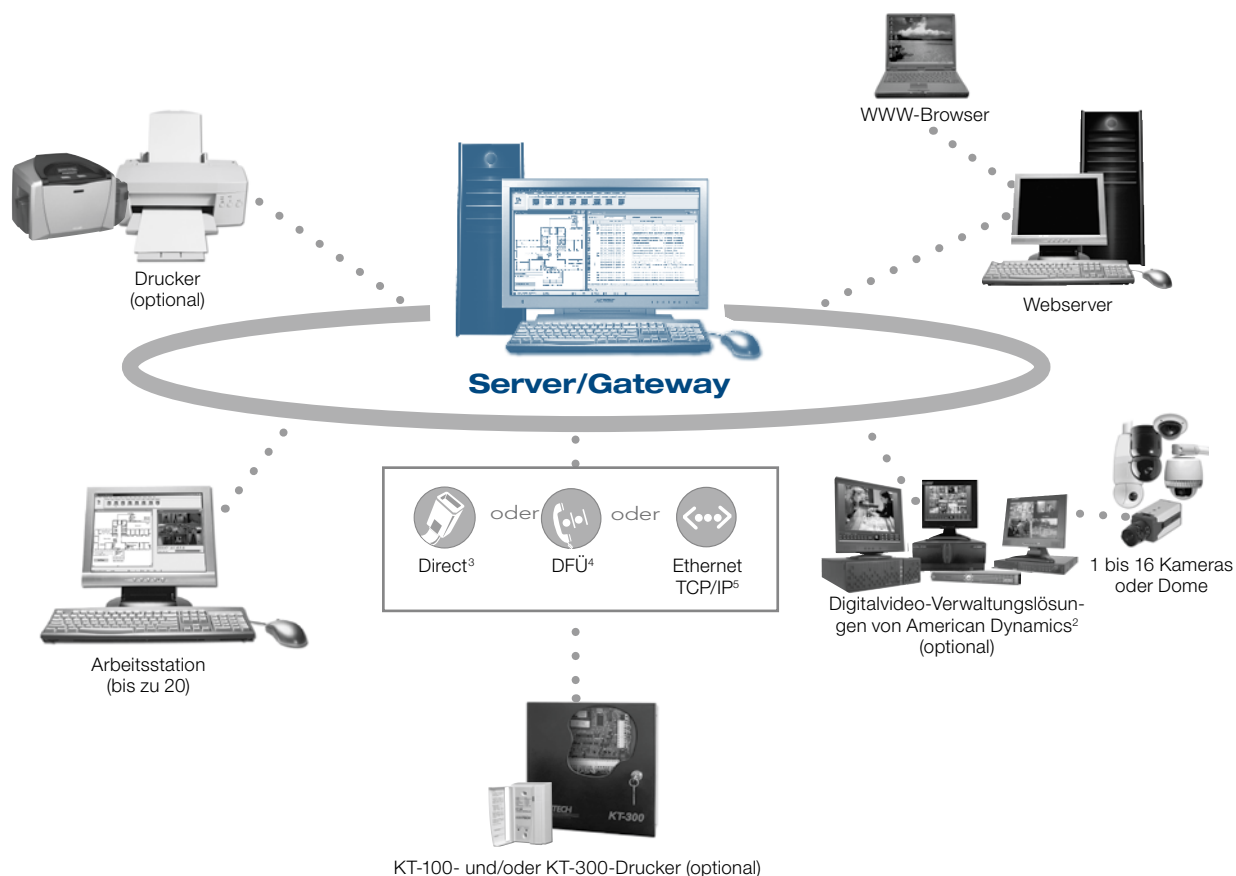 WWW-Browser
Webserver
Drucker
(optional)
Server/Gateway
Direct³
oder
DFÜ⁴
oder
Ethernet
TCP/IP⁵
Arbeitsstation
(bis zu 20)
Digitalvideo-Verwaltungslösun-
gen von American Dynamics²
(optional)
1 bis 16 Kameras
oder Dome
KT-300
KT-100- und/oder KT-300-Drucker (optional)